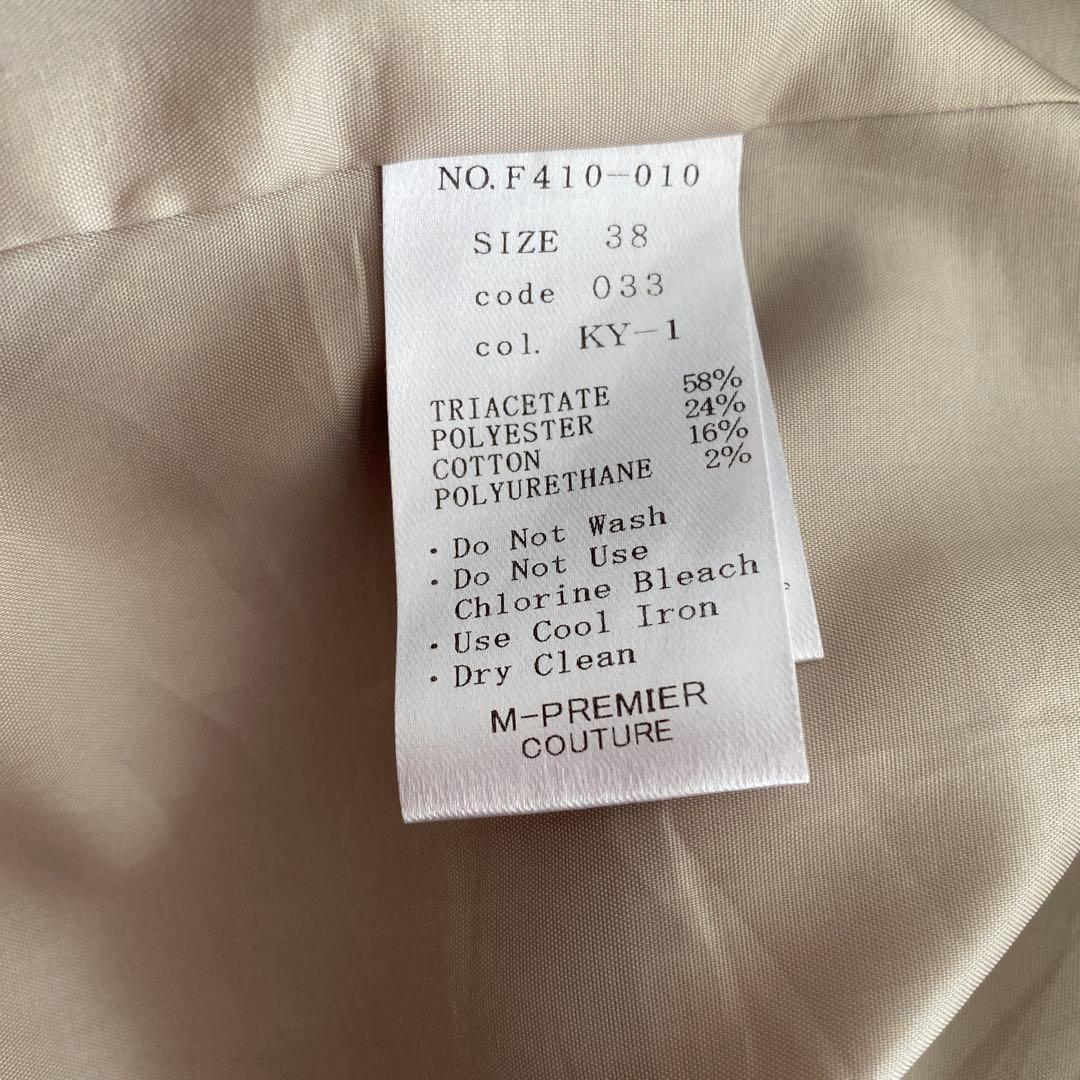 NO. F410-010
SIZE 38
code 033
col. KY-1
TRIACETATE 58%
POLYESTER 24%
COTTON 16%
POLYURETHANE 2%
・Do Not Wash
・Do Not Use
Chlorine Bleach
・Use Cool Iron
・Dry Clean
M-PREMIER
COUTURE